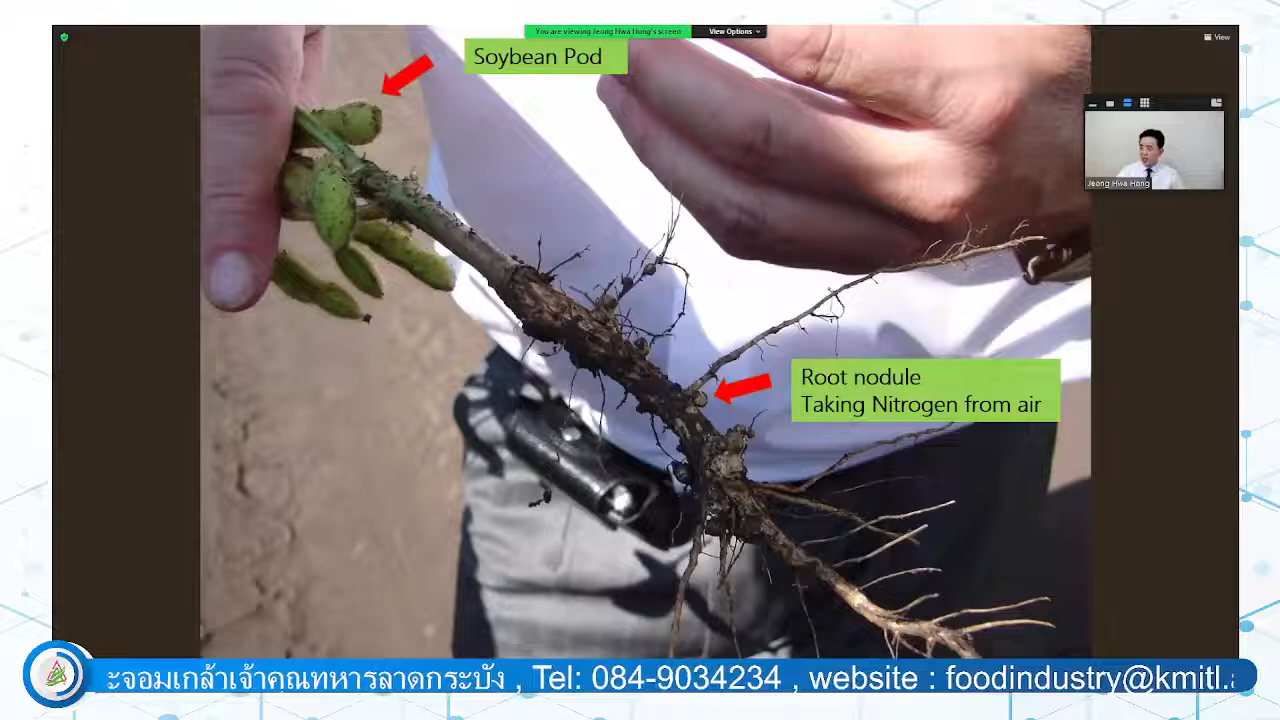 You are viewing Jeong Hwa Hong's screen
View Options
View
Soybean Pod
Jeong Hwa Hong
Root nodule
Taking Nitrogen from air
ะจอมเกล้าเจ้าคุณทหารลาดกระบัง , Tel: 084-9034234 , website : foodindustry@kmitl.